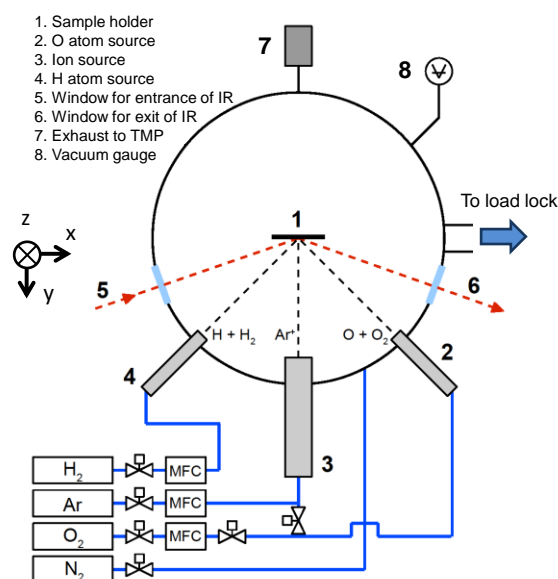 1. Sample holder
2. O atom source
3. Ion source
4. H atom source
5. Window for entrance of IR
6. Window for exit of IR
7. Exhaust to TMP
8. Vacuum gauge
7
8
V
To load lock
1
z
x
y
5
6
H + H2
Ar+
O + O2
4
2
3
H2
MFC
Ar
MFC
O2
MFC
N2